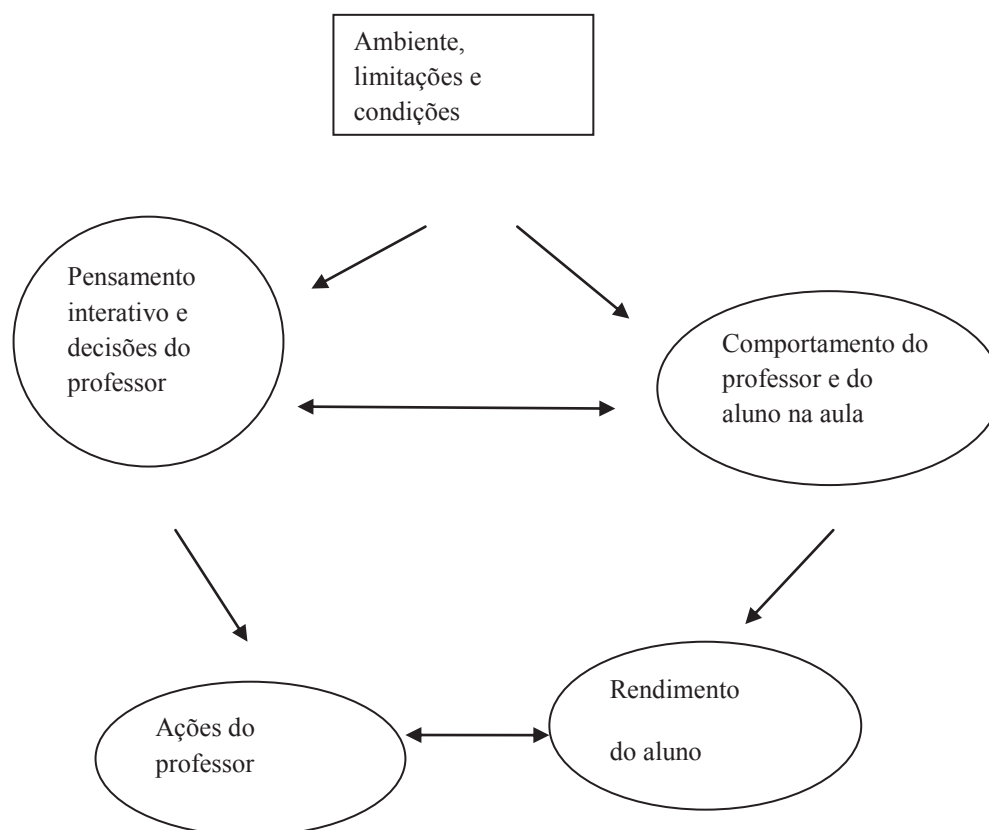 Ambiente,
limitações e
condições
Pensamento
interativo e
decisões do
professor
Comportamento do
professor e do
aluno na aula
Ações do
professor
Rendimento
do aluno